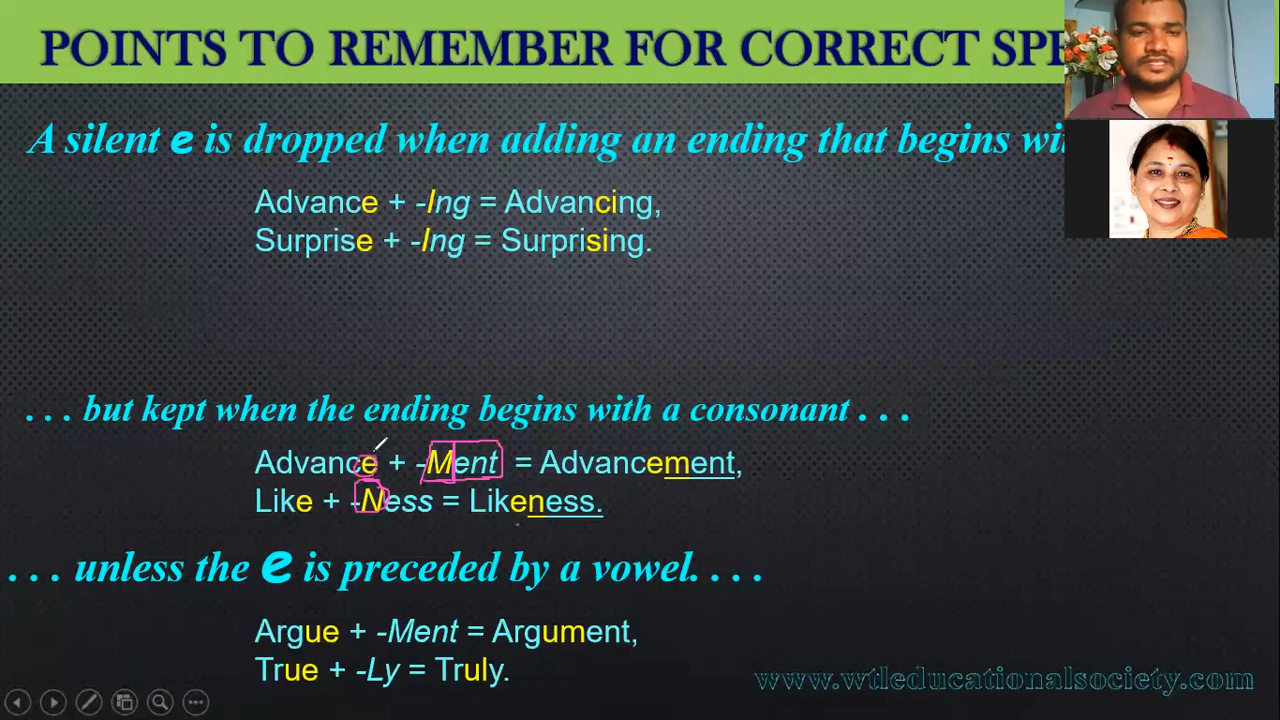 POINTS TO REMEMBER FOR CORRECT
A silent e is dropped when adding an ending that begins
Advance + -Ing = Advancing,
Surprise + -Ing = Surprising.
. . . but kept when the ending begins with a consonant . . .
Advance + -Ment = Advancement,
Like + -Ness = Likeness.
. . . unless the e is preceded by a vowel. . . .
Argue + -Ment = Argument,
True + -Ly = Truly.
www.wtleducationalsociety.com